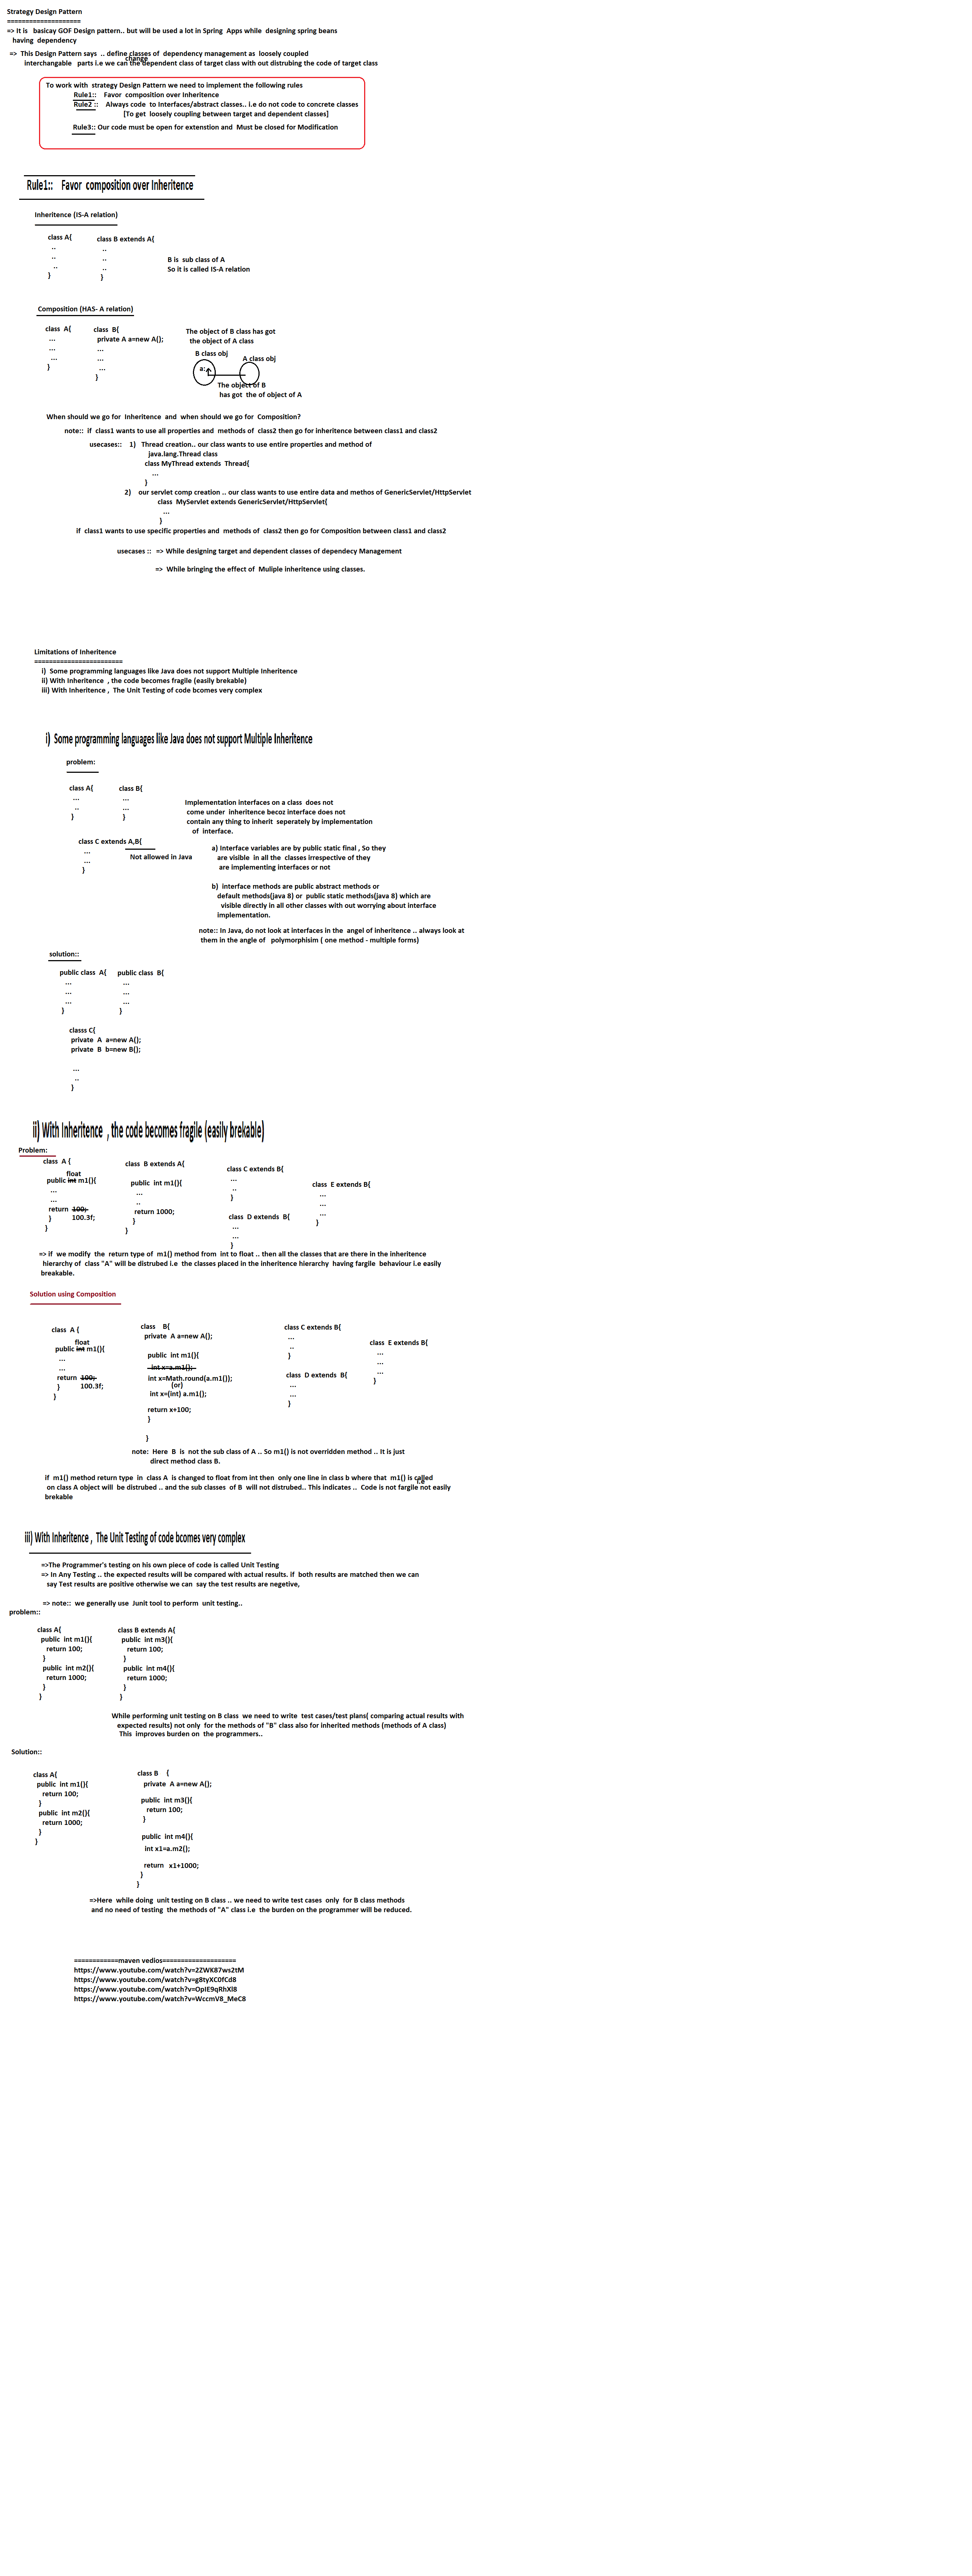 Strategy Design Pattern
====================
=> It is basicay GOF Design pattern.. but will be used a lot in Spring Apps while designing spring beans
having dependency
=> This Design Pattern says .. define classes of dependency management as loosely coupled
change
interchangable parts i.e we can the dependent class of target class with out distrubing the code of target class
To work with strategy Design Pattern we need to implement the following rules
Rule1:: Favor composition over Inheritence
Rule2 :: Always code to Interfaces/abstract classes.. i.e do not code to concrete classes
[To get loosely coupling between target and dependent classes]
Rule3:: Our code must be open for extenstion and Must be closed for Modification
Rule1:: Favor composition over Inheritence
Inheritence (IS-A relation)
class A{
..
..
..
}
class B extends A{
..
..
..
}
B is sub class of A
So it is called IS-A relation
Composition (HAS- A relation)
class A{
...
...
...
}
class B{
private A a=new A();
...
...
...
}
The object of B class has got
the object of A class
B class obj
A class obj
a:
The object of B
has got the of object of A
When should we go for Inheritence and when should we go for Composition?
note:: if class1 wants to use all properties and methods of class2 then go for inheritence between class1 and class2
usecases:: 1) Thread creation.. our class wants to use entire properties and method of
java.lang.Thread class
class MyThread extends Thread{
...
}
2) our servlet comp creation .. our class wants to use entire data and methos of GenericServlet/HttpServlet
class MyServlet extends GenericServlet/HttpServlet{
...
}
if class1 wants to use specific properties and methods of class2 then go for Composition between class1 and class2
usecases :: => While designing target and dependent classes of dependecy Management
=> While bringing the effect of Muliple inheritence using classes.
Limitations of Inheritence
========================
i) Some programming languages like Java does not support Multiple Inheritence
ii) With Inheritence , the code becomes fragile (easily brekable)
iii) With Inheritence , The Unit Testing of code bcomes very complex
i) Some programming languages like Java does not support Multiple Inheritence
problem:
class A{
...
..
}
class B{
...
...
}
class C extends A,B{
...
...
}
Not allowed in Java
Implementation interfaces on a class does not
come under inheritence becoz interface does not
contain any thing to inherit seperately by implementation
of interface.
a) Interface variables are by public static final , So they
are visible in all the classes irrespective of they
are implementing interfaces or not
b) interface methods are public abstract methods or
default methods(java 8) or public static methods(java 8) which are
visible directly in all other classes with out worrying about interface
implementation.
note:: In Java, do not look at interfaces in the angel of inheritence .. always look at
them in the angle of polymorphisim ( one method - multiple forms)
solution::
public class A{
...
...
...
}
public class B{
...
...
...
}
classs C{
private A a=new A();
private B b=new B();
...
..
}
ii) With Inheritence , the code becomes fragile (easily brekable)
Problem:
class A {
float
public int m1(){
...
...
return 100;
} 100.3f;
}
class B extends A{
public int m1(){
...
..
return 1000;
}
}
class C extends B{
...
..
}
class D extends B{
...
...
}
class E extends B{
...
...
...
}
=> if we modify the return type of m1() method from int to float .. then all the classes that are there in the inheritence
hierarchy of class "A" will be distrubed i.e the classes placed in the inheritence hierarchy having fargile behaviour i.e easily
breakable.
Solution using Composition
class A {
float
public int m1(){
...
...
return 100;
} 100.3f;
}
class B{
private A a=new A();
public int m1(){
int x=a.m1();
int x=Math.round(a.m1());
(or)
int x=(int) a.m1();
return x+100;
}
}
class C extends B{
...
..
}
class D extends B{
...
...
}
class E extends B{
...
...
...
}
note: Here B is not the sub class of A .. So m1() is not overridden method .. It is just
direct method class B.
if m1() method return type in class A is changed to float from int then only one line in class b where that m1() is called
i.e
on class A object will be distrubed .. and the sub classes of B will not distrubed.. This indicates .. Code is not fargile not easily
brekable
iii) With Inheritence , The Unit Testing of code bcomes very complex
=>The Programmer's testing on his own piece of code is called Unit Testing
=> In Any Testing .. the expected results will be compared with actual results. if both results are matched then we can
say Test results are positive otherwise we can say the test results are negetive,
=> note:: we generally use Junit tool to perform unit testing..
problem::
class A{
public int m1(){
return 100;
}
public int m2(){
return 1000;
}
}
class B extends A{
public int m3(){
return 100;
}
public int m4(){
return 1000;
}
}
While performing unit testing on B class we need to write test cases/test plans( comparing actual results with
expected results) not only for the methods of "B" class also for inherited methods (methods of A class)
This improves burden on the programmers..
Solution::
class A{
public int m1(){
return 100;
}
public int m2(){
return 1000;
}
}
class B {
private A a=new A();
public int m3(){
return 100;
}
public int m4(){
int x1=a.m2();
return x1+1000;
}
}
=>Here while doing unit testing on B class .. we need to write test cases only for B class methods
and no need of testing the methods of "A" class i.e the burden on the programmer will be reduced.
============maven vedios====================
https://www.youtube.com/watch?v=2ZWK87ws2tM
https://www.youtube.com/watch?v=g8tyXC0fCd8
https://www.youtube.com/watch?v=OpIE9qRhXl8
https://www.youtube.com/watch?v=WccmV8_MeC8